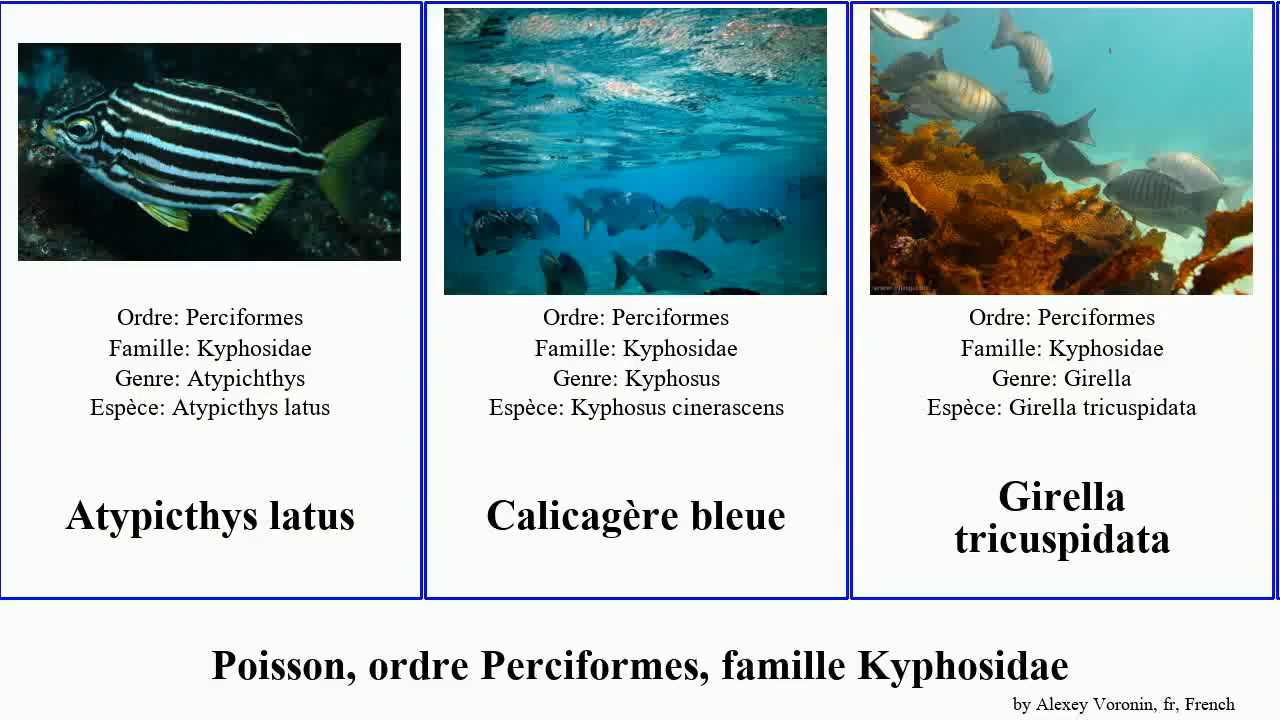 Ordre: Perciformes
Famille: Kyphosidae
Genre: Atypichthys
Espèce: Atypicthys latus
Atypicthys latus
Ordre: Perciformes
Famille: Kyphosidae
Genre: Kyphosus
Espèce: Kyphosus cinerascens
Calicagère bleue
Ordre: Perciformes
Famille: Kyphosidae
Genre: Girella
Espèce: Girella tricuspidata
Girella
tricuspidata
Poisson, ordre Perciformes, famille Kyphosidae
by Alexey Voronin, fr, French